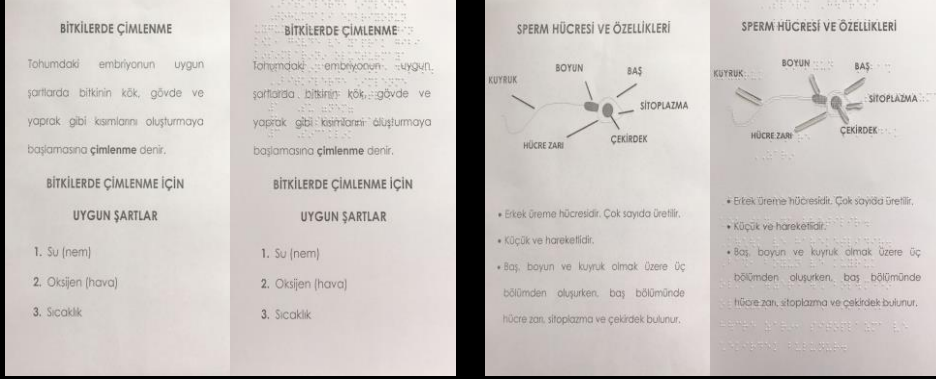 BİTKİLERDE ÇİMLENME
Tohumdaki embriyonun uygun
şartlarda bitkinin kök, gövde ve
yaprak gibi kısımlarını oluşturmaya
başlamasına çimlenme denir.
BİTKİLERDE ÇİMLENME İÇİN
UYGUN ŞARTLAR
1. Su (nem)
2. Oksijen (hava)
3. Sıcaklık
BİTKİLERDE ÇİMLENME
Tohumdaki embriyonun uygun
şartlarda bitkinin kök, gövde ve
yaprak gibi kısımlarını oluşturmaya
başlamasına çimlenme denir.
BİTKİLERDE ÇİMLENME İÇİN
UYGUN ŞARTLAR
1. Su (nem)
2. Oksijen (hava)
3. Sıcaklık
SPERM HÜCRESİ VE ÖZELLİKLERİ
BOYUN
BAŞ
KUYRUK
SİTOPLAZMA
ÇEKİRDEK
HÜCRE ZARI
• Erkek üreme hücresidir. Çok sayıda üretilir.
• Küçük ve hareketlidir.
• Baş, boyun ve kuyruk olmak üzere üç
bölümden oluşurken, baş bölümünde
hücre zarı, sitoplazma ve çekirdek bulunur.
SPERM HÜCRESİ VE ÖZELLİKLERİ
BOYUN
BAŞ
KUYRUK
SİTOPLAZMA
ÇEKİRDEK
HÜCRE ZARI
• Erkek üreme hücresidir. Çok sayıda üretilir.
• Küçük ve hareketlidir.
• Baş, boyun ve kuyruk olmak üzere üç
bölümden oluşurken, baş bölümünde
hücre zarı, sitoplazma ve çekirdek bulunur.